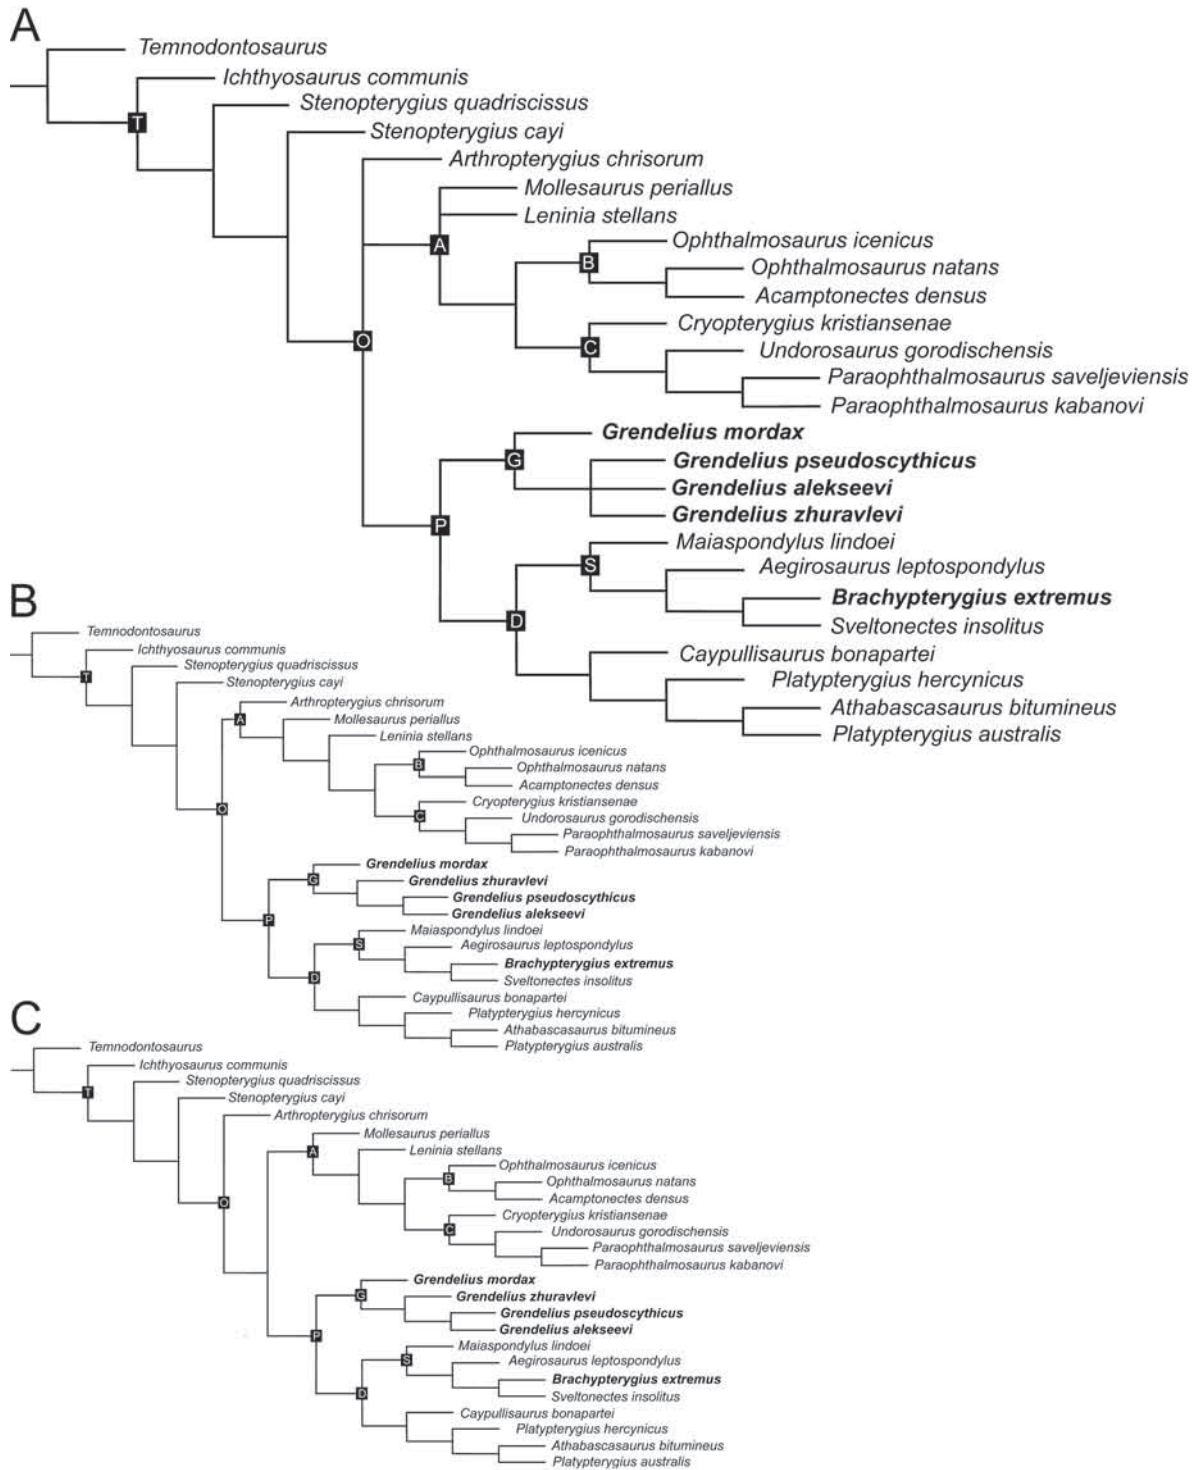 A
Temnodontosaurus
Ichthyosaurus communis
Stenopterygius quadriscissus
T
Stenopterygius cayi
Arthropterygius chrisorum
Mollesaurus periallus
Leninia stellans
A
Ophthalmosaurus icenicus
B
Ophthalmosaurus natans
Acamptonectes densus
Cryopterygius kristiansenae
O
C
Undorosaurus gorodischensis
Paraophthalmosaurus saveljeviensis
Paraophthalmosaurus kabanovi
Grendelius mordax
G
Grendelius pseudoscythicus
Grendelius alekseevi
Grendelius zhuravlevi
P
Maiaspondylus lindoei
S
Aegirosaurus leptospondylus
Brachypterygius extremus
D
Sveltonectes insolitus
Caypullisaurus bonapartei
Platypterygius hercynicus
Athabascasaurus bitumineus
Platypterygius australis
B
Temnodontosaurus
Ichthyosaurus communis
Stenopterygius quadriscissus
T
Stenopterygius cayi
Arthropterygius chrisorum
A
Mollesaurus periallus
Leninia stellans
Ophthalmosaurus icenicus
B
Ophthalmosaurus natans
Acamptonectes densus
Cryopterygius kristiansenae
O
C
Undorosaurus gorodischensis
Paraophthalmosaurus saveljeviensis
Paraophthalmosaurus kabanovi
Grendelius mordax
G
Grendelius zhuravlevi
Grendelius pseudoscythicus
Grendelius alekseevi
P
Maiaspondylus lindoei
S
Aegirosaurus leptospondylus
Brachypterygius extremus
D
Sveltonectes insolitus
Caypullisaurus bonapartei
Platypterygius hercynicus
Athabascasaurus bitumineus
Platypterygius australis
C
Temnodontosaurus
Ichthyosaurus communis
Stenopterygius quadriscissus
T
Stenopterygius cayi
Arthropterygius chrisorum
Mollesaurus periallus
A
Leninia stellans
Ophthalmosaurus icenicus
B
Ophthalmosaurus natans
Acamptonectes densus
O
Cryopterygius kristiansenae
C
Undorosaurus gorodischensis
Paraophthalmosaurus saveljeviensis
Paraophthalmosaurus kabanovi
Grendelius mordax
G
Grendelius zhuravlevi
Grendelius pseudoscythicus
Grendelius alekseevi
P
Maiaspondylus lindoei
S
Aegirosaurus leptospondylus
Brachypterygius extremus
D
Sveltonectes insolitus
Caypullisaurus bonapartei
Platypterygius hercynicus
Athabascasaurus bitumineus
Platypterygius australis